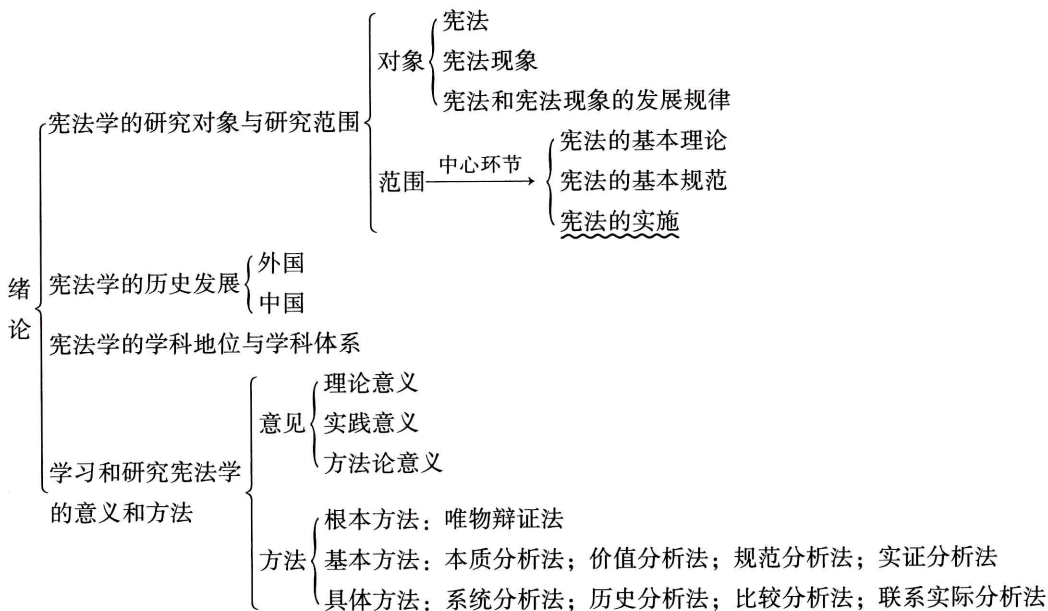 绪论
宪法学的研究对象与研究范围
对象
宪法
宪法现象
宪法和宪法现象的发展规律
范围
中心环节
宪法的基本理论
宪法的基本规范
宪法的实施
宪法学的历史发展
外国
中国
宪法学的学科地位与学科体系
学习和研究宪法学
的意义和方法
意见
理论意义
实践意义
方法论意义
方法
根本方法：唯物辩证法
基本方法：本质分析法；价值分析法；规范分析法；实证分析法
具体方法：系统分析法；历史分析法；比较分析法；联系实际分析法